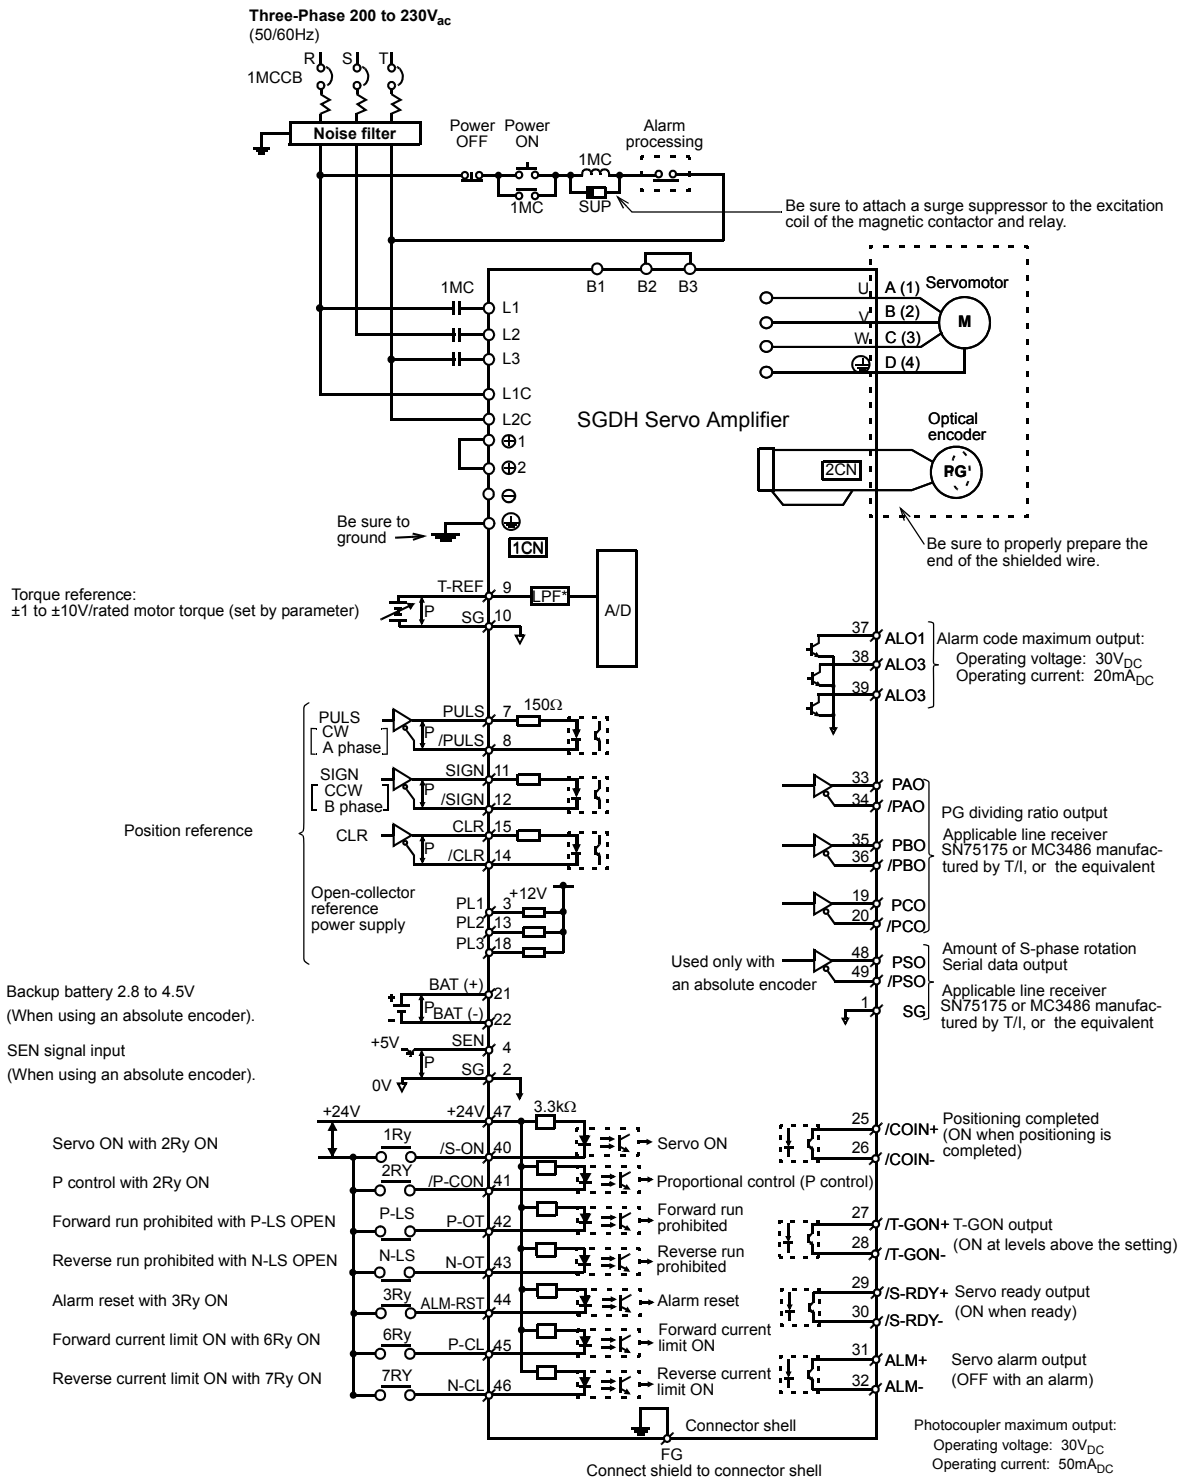 Three-Phase 200 to 230Vac
(50/60Hz)
R S T
1MCCB
Noise filter
Power OFF
Power ON
Alarm processing
1MC
1MC
SUP
Be sure to attach a surge suppressor to the excitation
coil of the magnetic contactor and relay.
B1 B2 B3
1MC
L1
L2
L3
L1C
L2C
⊕1
⊕2
⊖
U A (1)
V B (2)
W C (3)
D (4)
Servomotor
M
SGDH Servo Amplifier
Optical
encoder
2CN
PG
Be sure to
ground
1CN
Be sure to properly prepare the
end of the shielded wire.
Torque reference:
±1 to ±10V/rated motor torque (set by parameter)
P
T-REF 9
SG 10
LPF*
A/D
37 ALO1
38 ALO3
39 ALO3
Alarm code maximum output:
Operating voltage: 30VDC
Operating current: 20mADC
Position reference
PULS
CW
A phase
P
PULS 7
/PULS 8
150Ω
SIGN
CCW
B phase
P
SIGN 11
/SIGN 12
CLR
P
CLR 15
/CLR 14
Open-collector
reference
power supply
PL1 3
PL2 13
PL3 18
+12V
33 PAO
34 /PAO
35 PBO
36 /PBO
19 PCO
20 /PCO
PG dividing ratio output
Applicable line receiver
SN75175 or MC3486 manufac-
tured by T/I, or the equivalent
Used only with
an absolute encoder
48 PSO
49 /PSO
1 SG
Amount of S-phase rotation
Serial data output
Applicable line receiver
SN75175 or MC3486 manufac-
tured by T/I, or the equivalent
Backup battery 2.8 to 4.5V
(When using an absolute encoder).
+
-
P
BAT (+) 21
BAT (-) 22
SEN signal input
(When using an absolute encoder).
+5V
0V
P
SEN 4
SG 2
+24V
+24V 47
3.3kΩ
Servo ON with 2Ry ON
1Ry
/S-ON 40
Servo ON
P control with 2Ry ON
2RY
/P-CON 41
Proportional control (P control)
Forward run prohibited with P-LS OPEN
P-LS
P-OT 42
Forward run
prohibited
Reverse run prohibited with N-LS OPEN
N-LS
N-OT 43
Reverse run
prohibited
Alarm reset with 3Ry ON
3Ry
ALM-RST 44
Alarm reset
Forward current limit ON with 6Ry ON
6Ry
P-CL 45
Forward current
limit ON
Reverse current limit ON with 7Ry ON
7RY
N-CL 46
Reverse current
limit ON
25 /COIN+
26 /COIN-
Positioning completed
(ON when positioning is
completed)
27 /T-GON+
28 /T-GON-
T-GON output
(ON at levels above the setting)
29 /S-RDY+
30 /S-RDY-
Servo ready output
(ON when ready)
31 ALM+
32 ALM-
Servo alarm output
(OFF with an alarm)
Connector shell
FG
Connect shield to connector shell
Photocoupler maximum output:
Operating voltage: 30VDC
Operating current: 50mADC